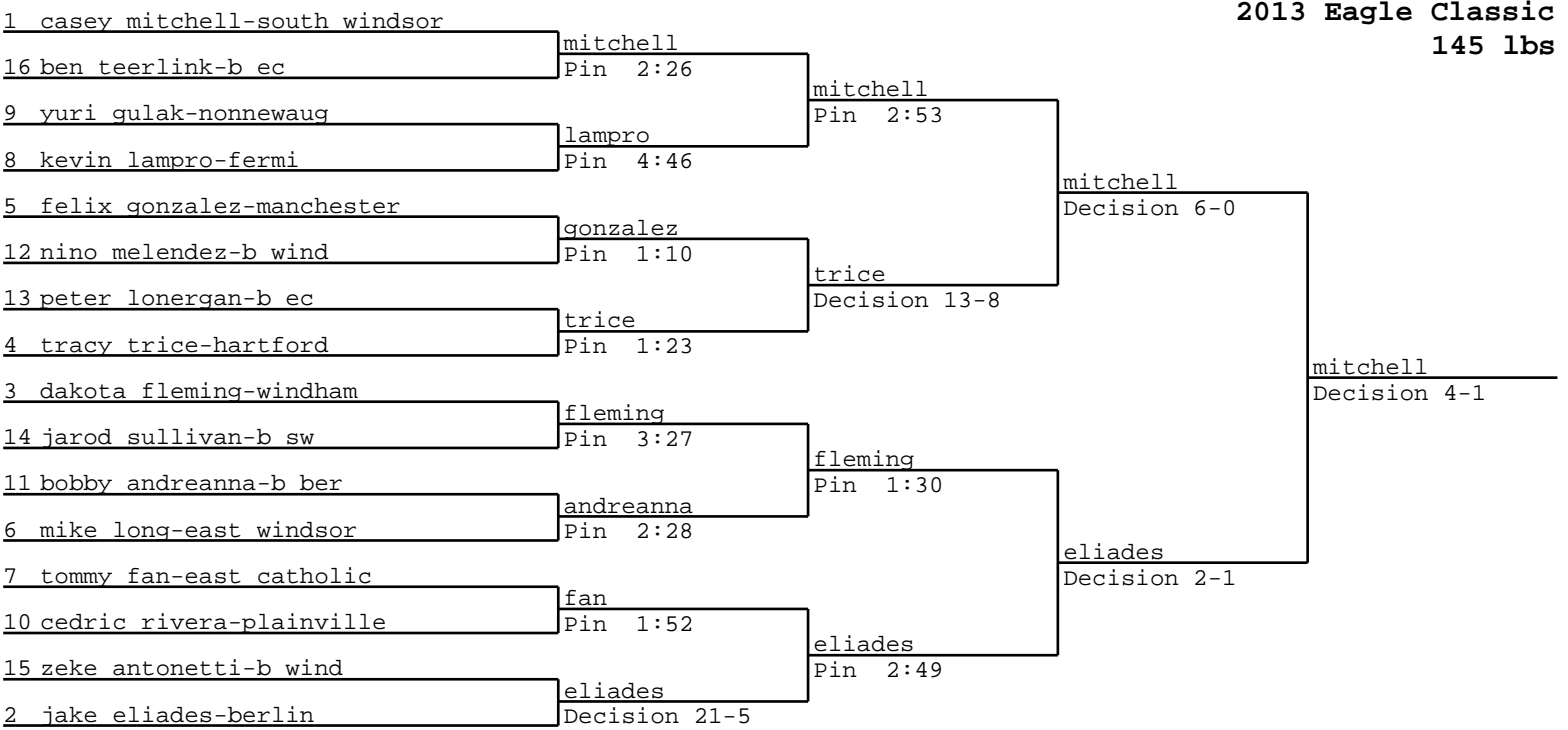 2013 Eagle Classic
145 lbs
1 casey mitchell-south windsor
16 ben teerlink-b ec
9 yuri gulak-nonnewaug
8 kevin lampro-fermi
5 felix gonzalez-manchester
12 nino melendez-b wind
13 peter lonergan-b ec
4 tracy trice-hartford
3 dakota fleming-windham
14 jarod sullivan-b sw
11 bobby andreanna-b ber
6 mike long-east windsor
7 tommy fan-east catholic
10 cedric rivera-plainville
15 zeke antonetti-b wind
2 jake eliades-berlin
mitchell
Pin 2:26
lampro
Pin 4:46
gonzalez
Pin 1:10
trice
Pin 1:23
fleming
Pin 3:27
andreanna
Pin 2:28
fan
Pin 1:52
eliades
Decision 21-5
mitchell
Pin 2:53
trice
Decision 13-8
fleming
Pin 1:30
eliades
Pin 2:49
mitchell
Decision 6-0
eliades
Decision 2-1
mitchell
Decision 4-1